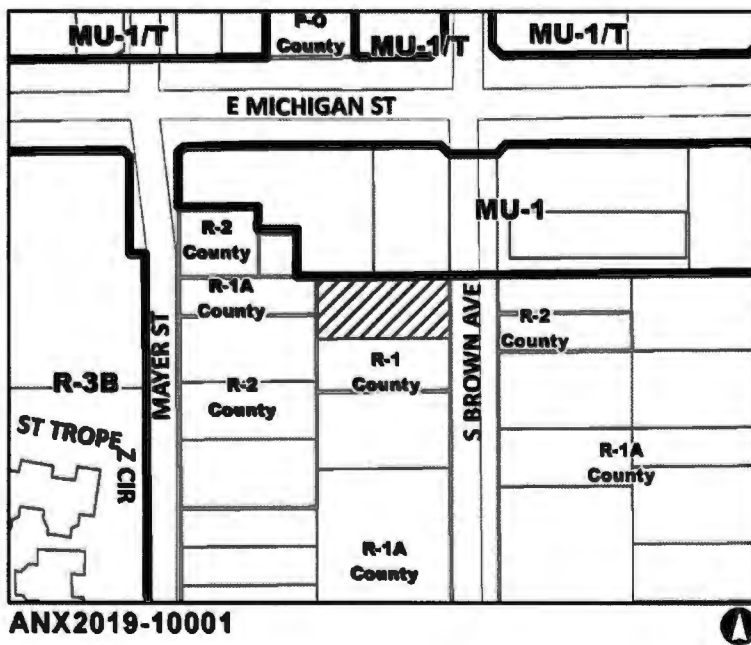 MU-1/T
P-O
County
MU-1/T
MU-1/T
E MICHIGAN ST
MU-1
R-2
County
R-1A
County
R-2
County
R-1
County
R-2
County
R-3B
MAYER ST
S BROWN AVE
ST TROPEZ CIR
R-1A
County
R-1A
County
ANX2019-10001